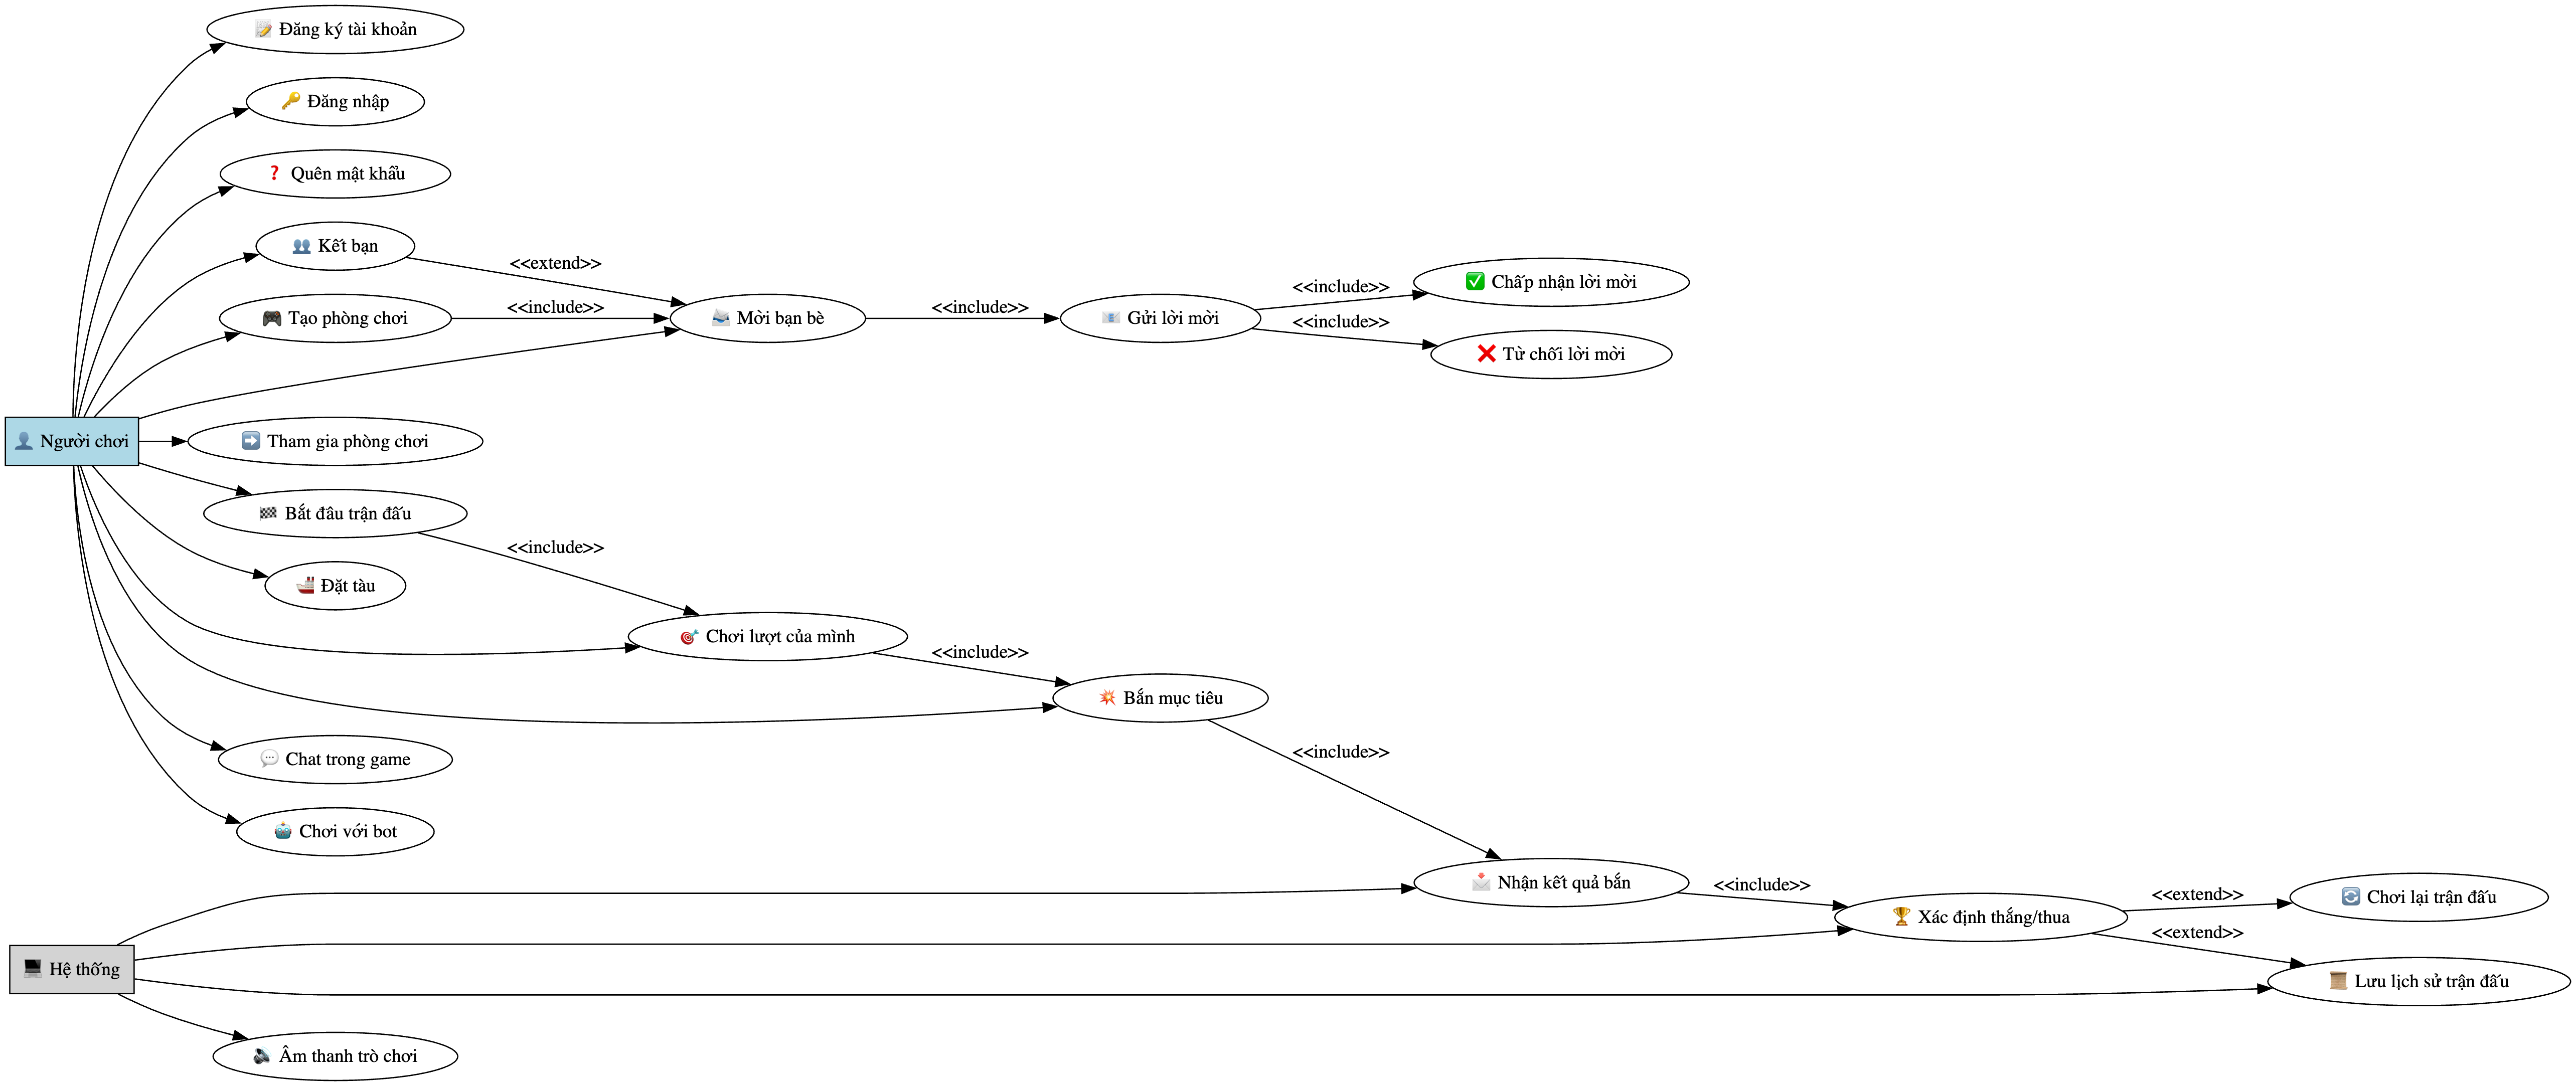 📝 Đăng ký tài khoản
🔑 Đăng nhập
❓ Quên mật khẩu
👥 Kết bạn
<<extend>>
<<include>>
✅ Chấp nhận lời mời
🎮 Tạo phòng chơi
<<include>>
📨 Mời bạn bè
<<include>>
📧 Gửi lời mời
<<include>>
❌ Từ chối lời mời
👤 Người chơi
➡️ Tham gia phòng chơi
🏁 Bắt đâu trận đấu
<<include>>
🚢 Đặt tàu
🎯 Chơi lượt của mình
<<include>>
💥 Bắn mục tiêu
<<include>>
💬 Chat trong game
🤖 Chơi với bot
📩 Nhận kết quả bắn
<<include>>
🏆 Xác định thắng/thua
<<extend>>
🔄 Chơi lại trận đấu
<<extend>>
🖥️ Hệ thống
📜 Lưu lịch sử trận đấu
🔊 Âm thanh trò chơi